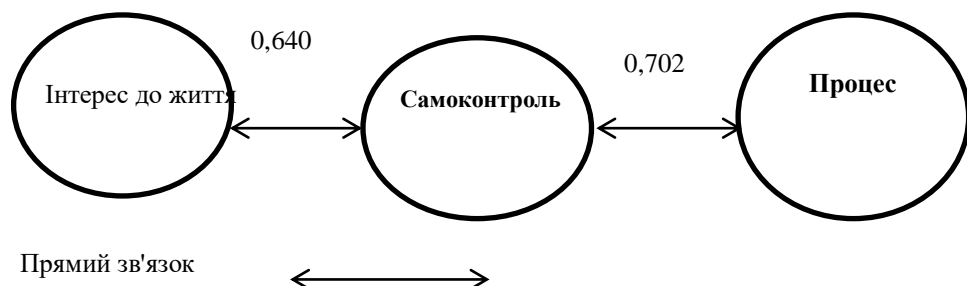 0,640
0,702
Інтерес до життя
Самоконтроль
Процес
Прямий зв'язок